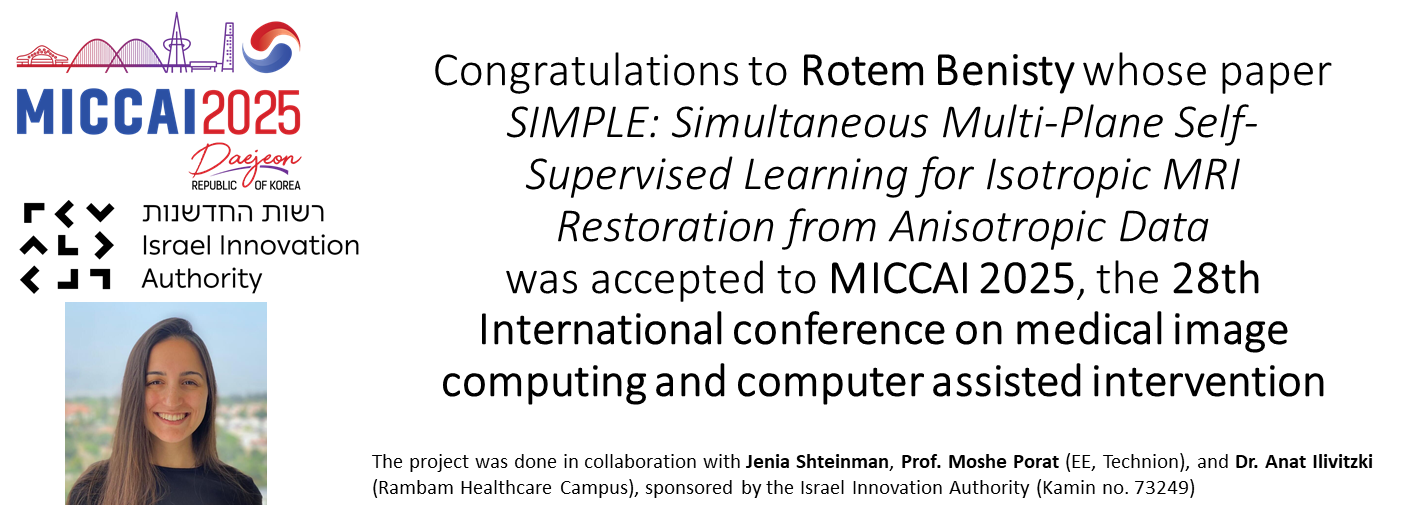 MICCAI 2025
Daejeon
REPUBLIC OF KOREA
רשות החדשנות
Israel Innovation
Authority
Congratulations to Rotem Benisty whose paper
SIMPLE: Simultaneous Multi-Plane Self-
Supervised Learning for Isotropic MRI
Restoration from Anisotropic Data
was accepted to MICCAI 2025, the 28th
International conference on medical image
computing and computer assisted intervention
The project was done in collaboration with Jenia Shteinman, Prof. Moshe Porat (EE, Technion), and Dr. Anat Ilivitzki
(Rambam Healthcare Campus), sponsored by the Israel Innovation Authority (Kamin no. 73249)